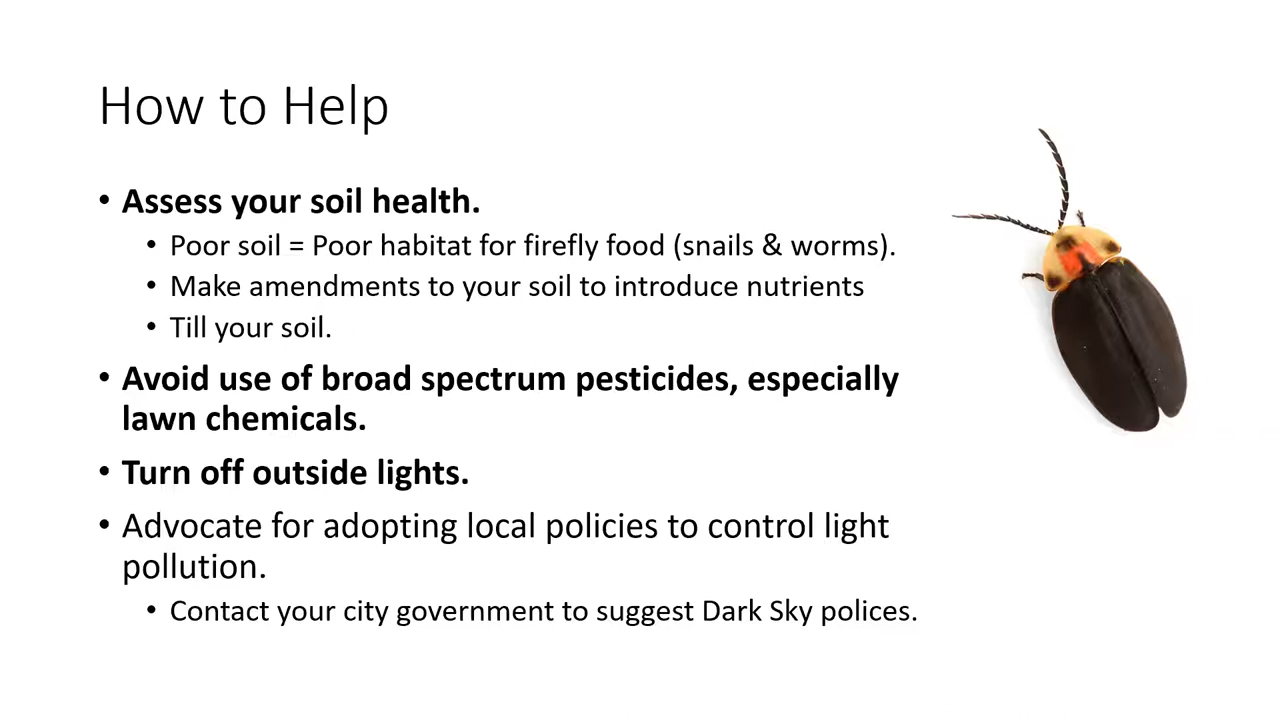 How to Help
• Assess your soil health.
• Poor soil = Poor habitat for firefly food (snails & worms).
• Make amendments to your soil to introduce nutrients
• Till your soil.
• Avoid use of broad spectrum pesticides, especially
lawn chemicals.
• Turn off outside lights.
• Advocate for adopting local policies to control light
pollution.
• Contact your city government to suggest Dark Sky polices.